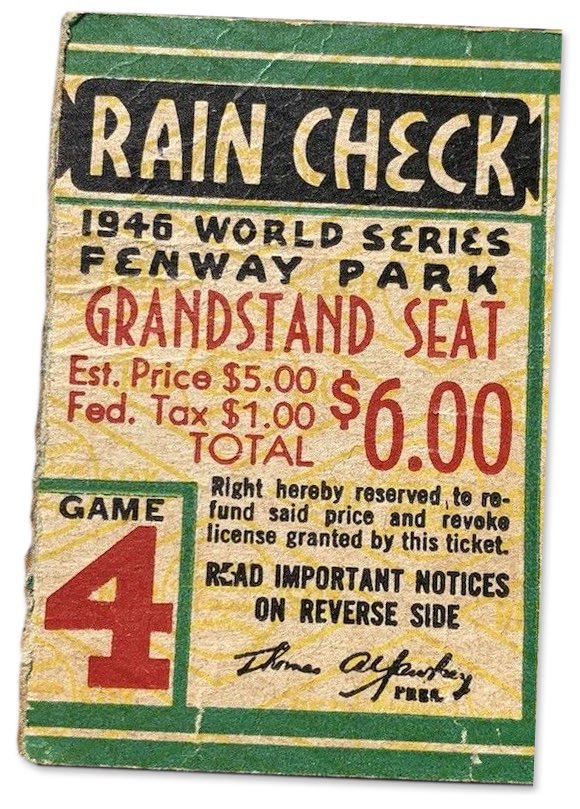 RAIN CHECK
1946 WORLD SERIES
FENWAY PARK
GRANDSTAND SEAT
Est. Price $5.00
Fed. Tax $1.00
TOTAL
$6.00
GAME
4
Right hereby reserved, to re-
fund said price and revoke
license granted by this ticket.
READ IMPORTANT NOTICES
ON REVERSE SIDE
Thomas A. Yawkey
PRES.